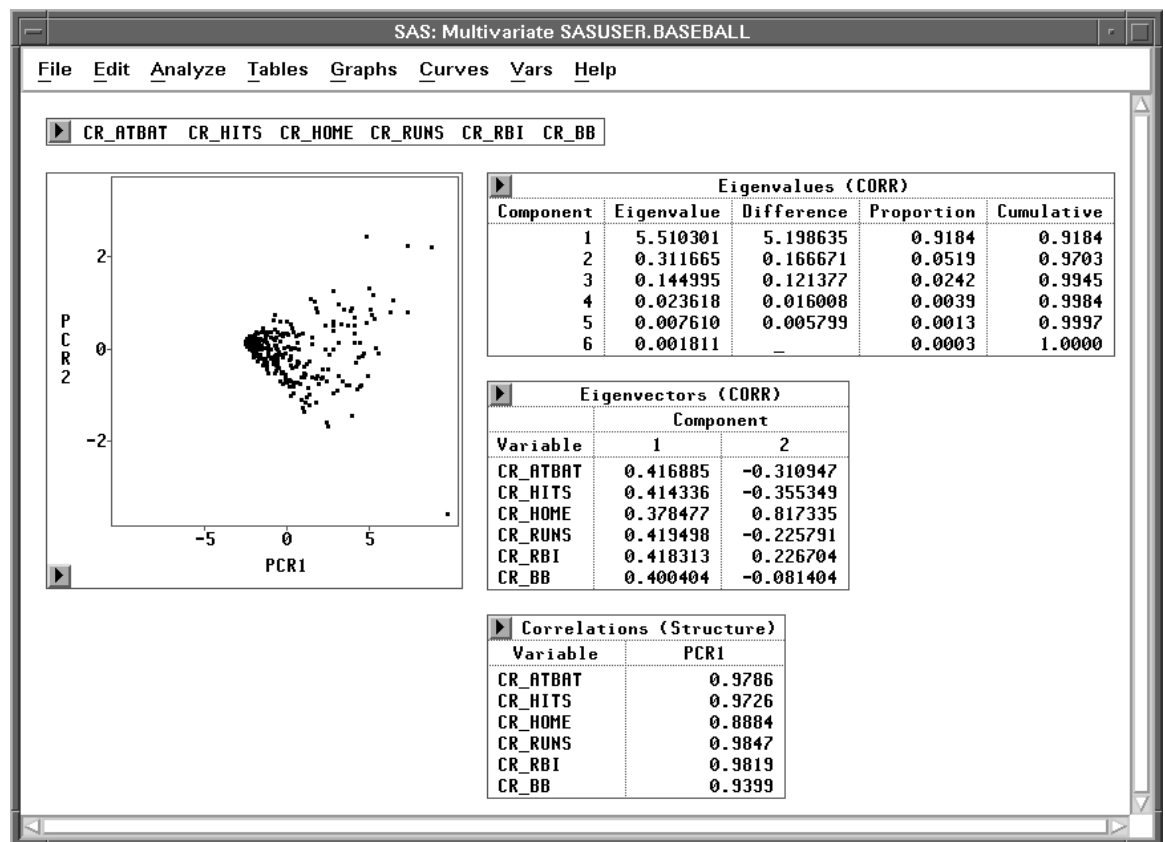 SAS: Multivariate SASUSER.BASEBALL
File Edit Analyze Tables Graphs Curves Vars Help
CR_ATBAT CR_HITS CR_HOME CR_RUNS CR_RBI CR_BB
2
0
-2
PCR2
-5 0 5
PCR1
Eigenvalues (CORR)
Component Eigenvalue Difference Proportion Cumulative
1 5.510301 5.198635 0.9184 0.9184
2 0.311665 0.166671 0.0519 0.9703
3 0.144995 0.121377 0.0242 0.9945
4 0.023618 0.016008 0.0039 0.9984
5 0.007610 0.005799 0.0013 0.9997
6 0.001811 _ 0.0003 1.0000
Eigenvectors (CORR)
Component
Variable 1 2
CR_ATBAT 0.416885 -0.310947
CR_HITS 0.414336 -0.355349
CR_HOME 0.378477 0.817335
CR_RUNS 0.419498 -0.225791
CR_RBI 0.418313 0.226704
CR_BB 0.400404 -0.081404
Correlations (Structure)
Variable PCR1
CR_ATBAT 0.9786
CR_HITS 0.9726
CR_HOME 0.8884
CR_RUNS 0.9847
CR_RBI 0.9819
CR_BB 0.9399